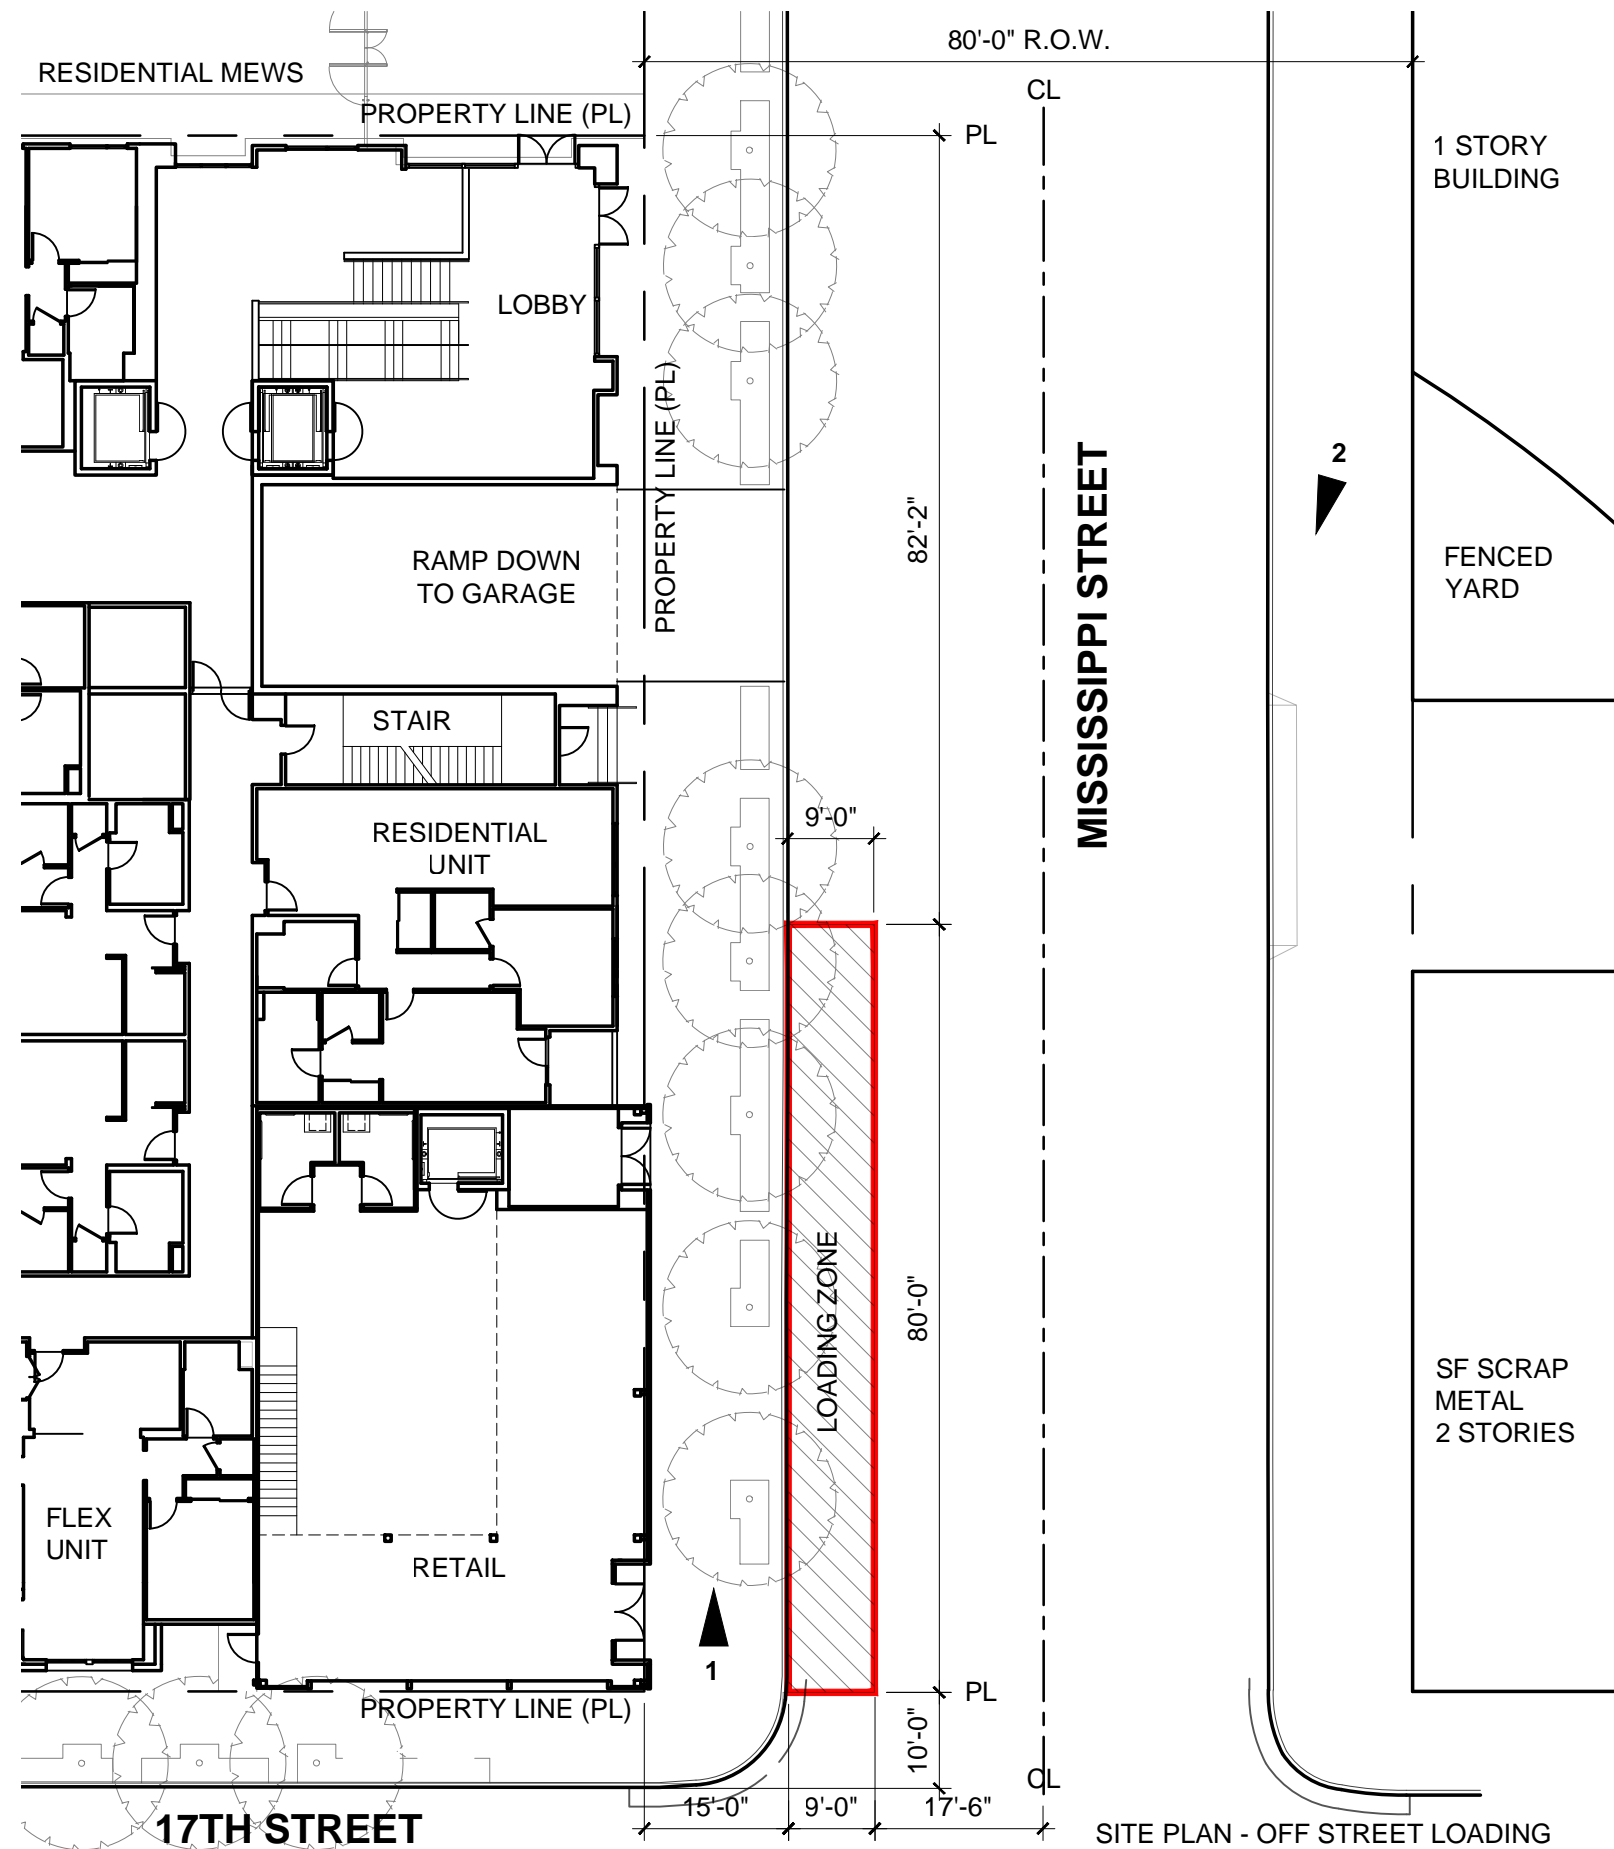 80'-0" R.O.W.
RESIDENTIAL MEWS
CL
PROPERTY LINE (PL)
PL
1 STORY
BUILDING
LOBBY
PROPERTY LINE (PL)
MISSISSIPPI STREET
2
82'-2"
RAMP DOWN
TO GARAGE
FENCED
YARD
STAIR
9'-0"
RESIDENTIAL
UNIT
LOADING ZONE
80'-0"
SF SCRAP
METAL
2 STORIES
FLEX
UNIT
RETAIL
1
PL
PROPERTY LINE (PL)
10'-0"
CL
15'-0"
9'-0"
17'-6"
17TH STREET
SITE PLAN - OFF STREET LOADING